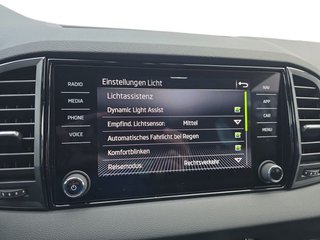 Einstellungen Licht
RADIO
MEDIA
PHONE
VOICE
Lichtassistenz
Dynamic Light Assist
Empfind. Lichtsensor: Mittel
Automatisches Fahrlicht bei Regen
Komfortblinken
Reisemodus: Rechtsverkehr
NAV
APP
CAR
MENU